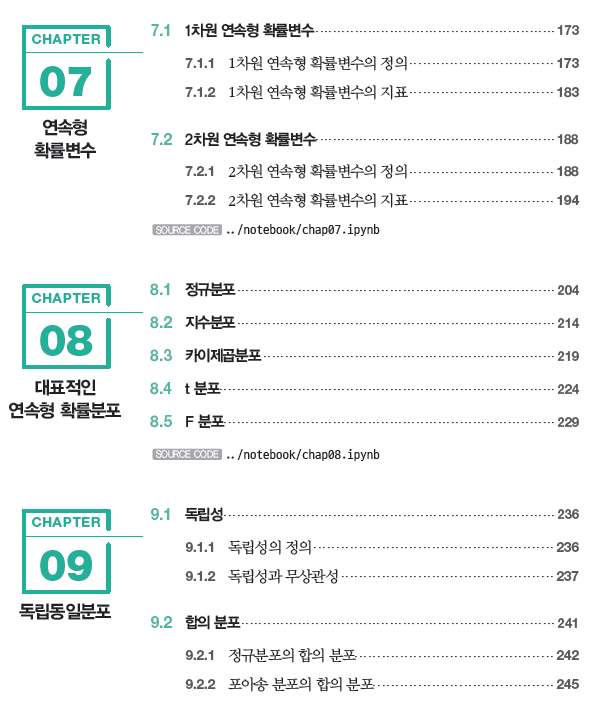 CHAPTER
07
연속형
확률변수
7.1 1차원 연속형 확률변수 173
7.1.1 1차원 연속형 확률변수의 정의 173
7.1.2 1차원 연속형 확률변수의 지표 183
7.2 2차원 연속형 확률변수 188
7.2.1 2차원 연속형 확률변수의 정의 188
7.2.2 2차원 연속형 확률변수의 지표 194
SOURCE CODE ../notebook/chap07.ipynb
CHAPTER
08
대표적인
연속형 확률분포
8.1 정규분포 204
8.2 지수분포 214
8.3 카이제곱분포 219
8.4 t 분포 224
8.5 F 분포 229
SOURCE CODE ../notebook/chap08.ipynb
CHAPTER
09
독립동일분포
9.1 독립성 236
9.1.1 독립성의 정의 236
9.1.2 독립성과 무상관성 237
9.2 합의 분포 241
9.2.1 정규분포의 합의 분포 242
9.2.2 포아송 분포의 합의 분포 245